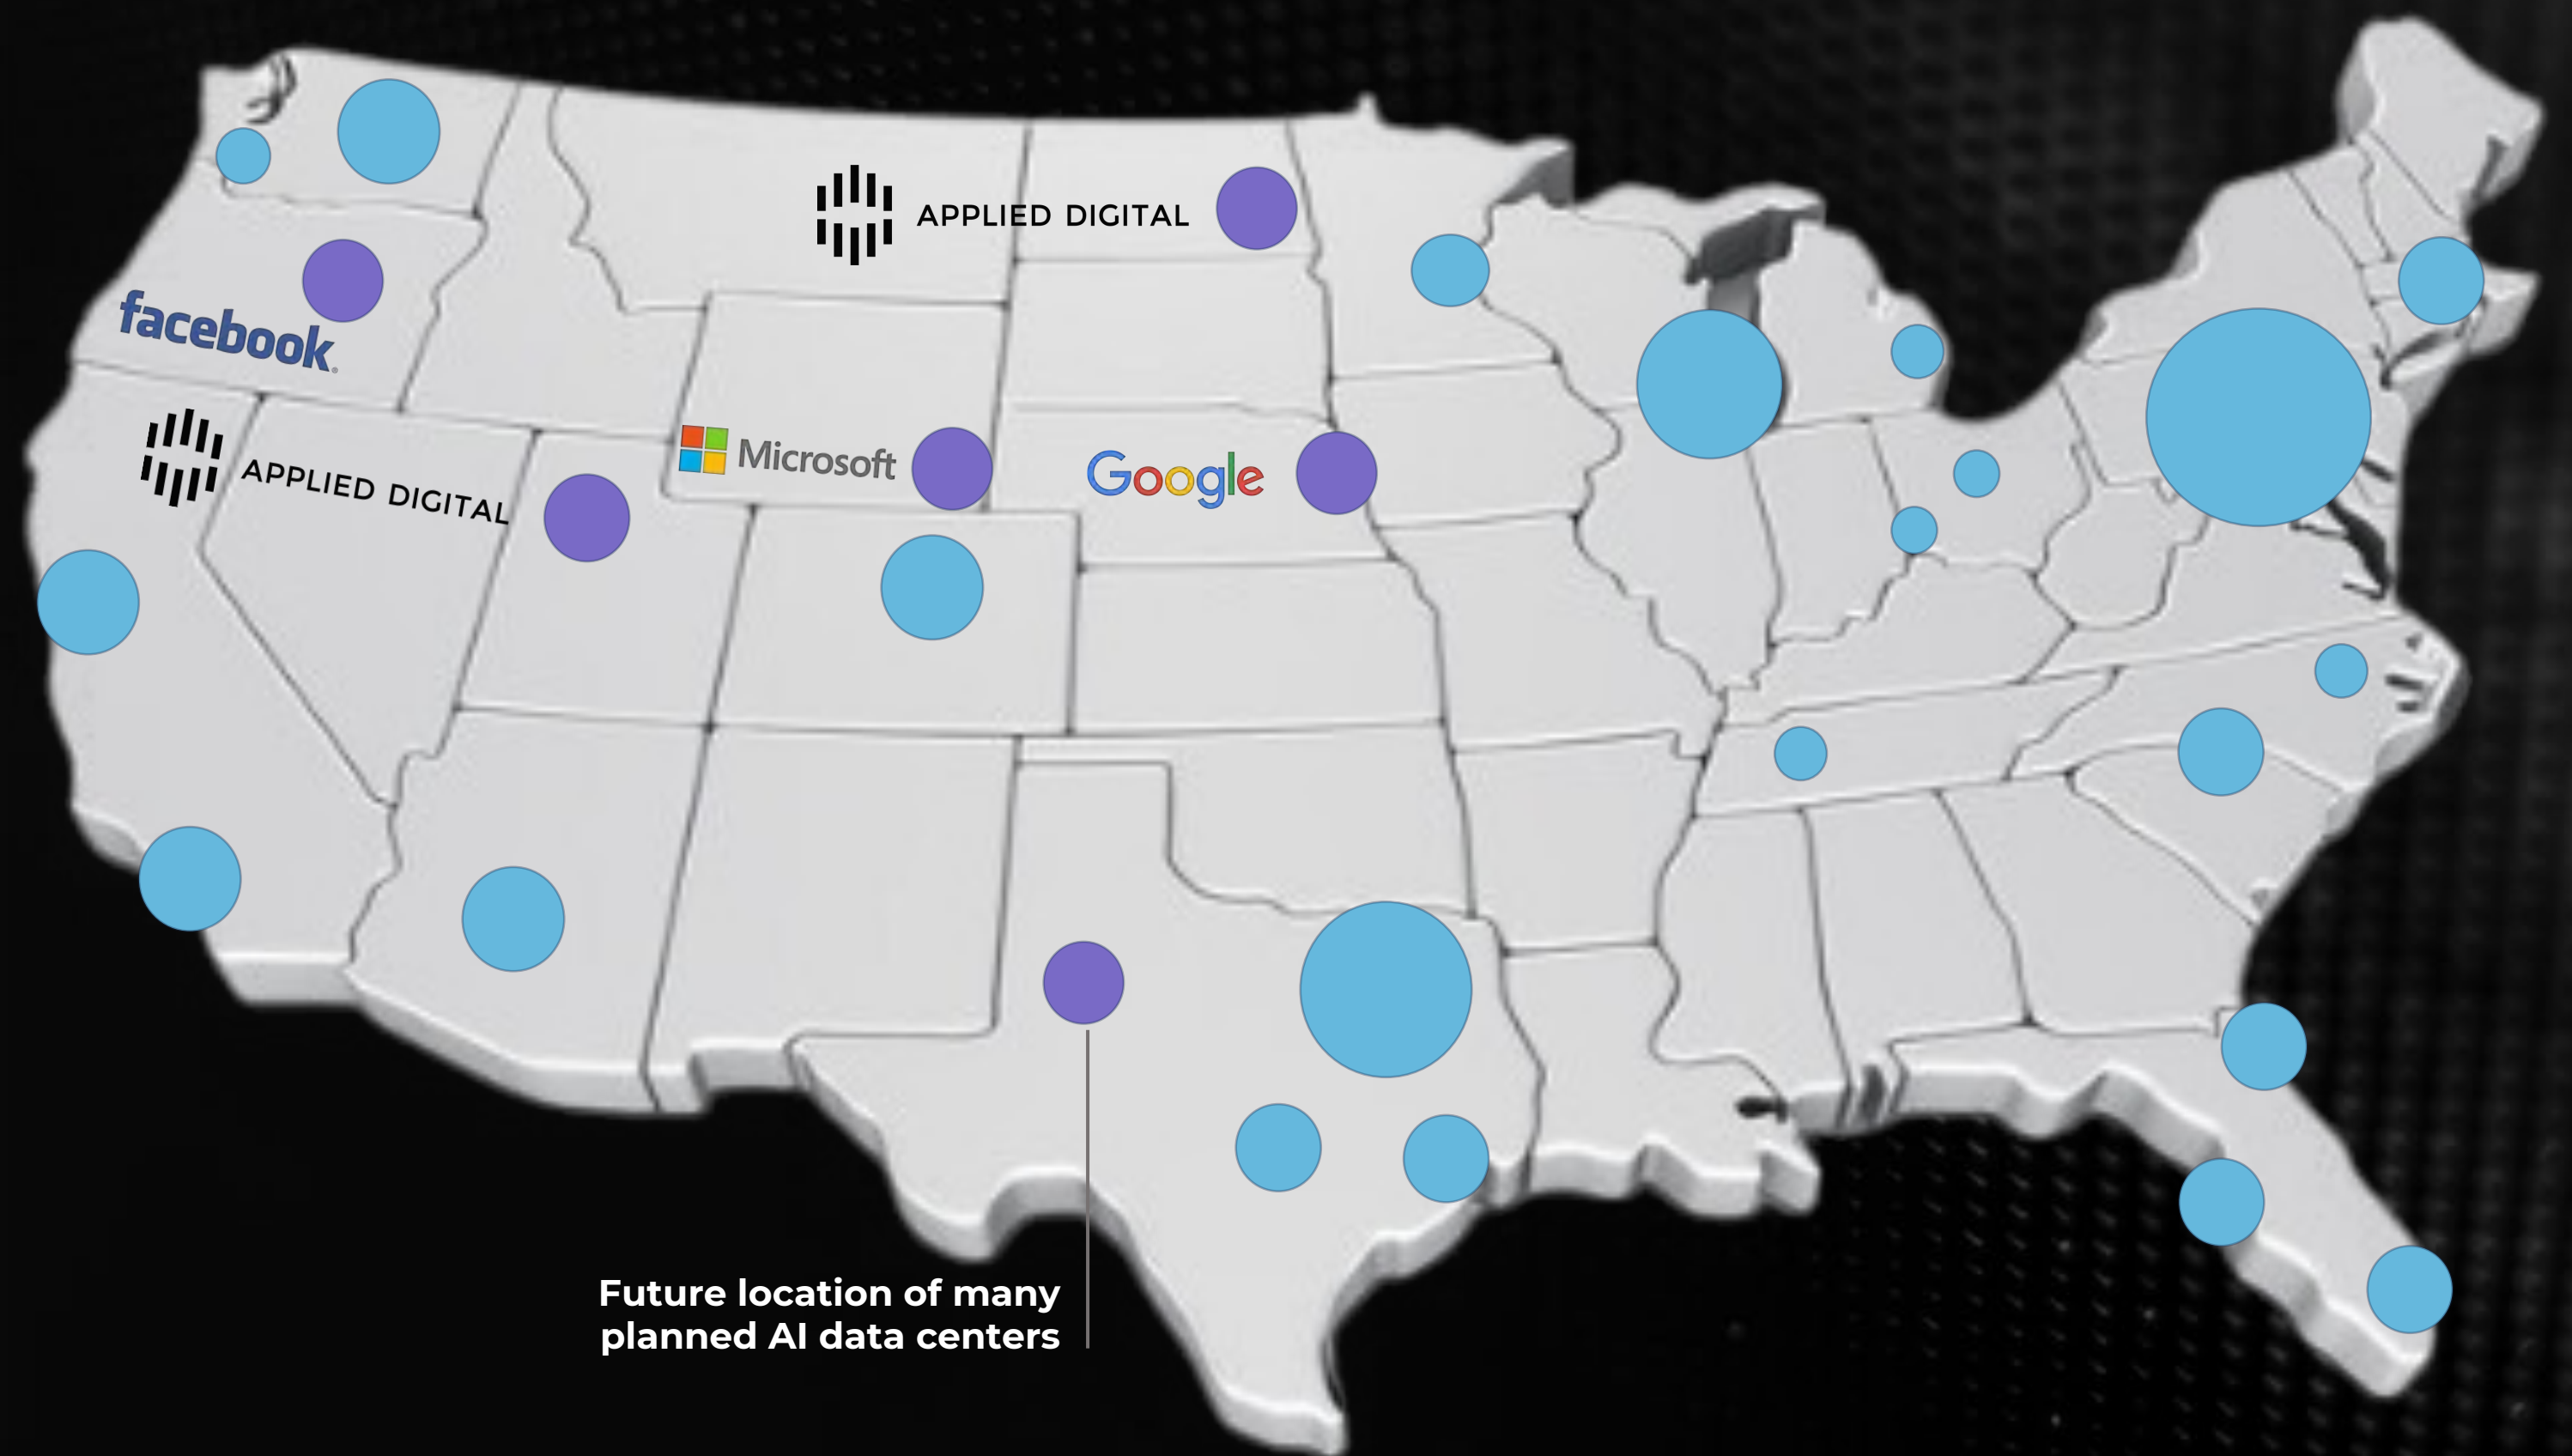 APPLIED DIGITAL
facebook
APPLIED DIGITAL
Microsoft
Google
Future location of many
planned AI data centers